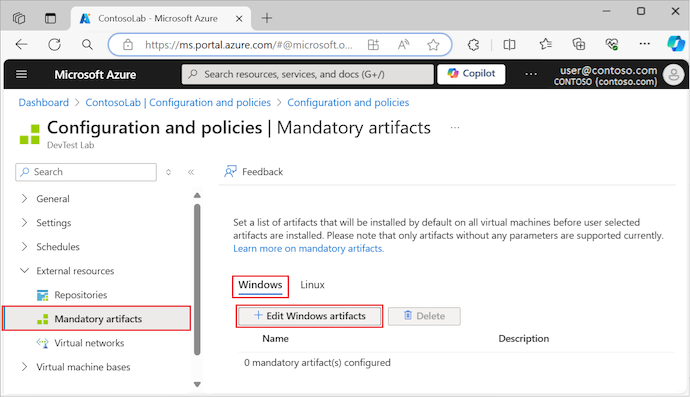 ContosoLab - Microsoft Azure
https://ms.portal.azure.com/#@microsoft.o...
Microsoft Azure
Search resources, services, and docs (G+/)
Copilot
user@contoso.com
CONTOSO (contoso.com)
Dashboard > ContosoLab | Configuration and policies > Configuration and policies
Configuration and policies | Mandatory artifacts
DevTest Lab
Search
Feedback
General
Settings
Schedules
External resources
Repositories
Mandatory artifacts
Virtual networks
Virtual machine bases
Set a list of artifacts that will be installed by default on all virtual machines before user selected
artifacts are installed. Please note that only artifacts without any parameters are supported currently.
Learn more on mandatory artifacts.
Windows Linux
+ Edit Windows artifacts Delete
Name Description
0 mandatory artifact(s) configured